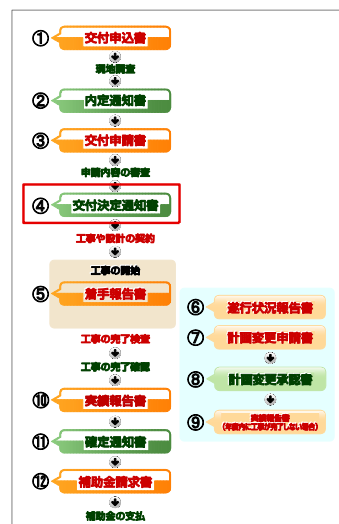 ① 交付申込書
現地調査
② 内定通知書
③ 交付申請書
申請内容の審査
④ 交付決定通知書
工事や設計の契約
工事の開始
⑤ 着手報告書
工事の完了検査
工事の完了確認
⑩ 実績報告書
⑪ 確定通知書
⑫ 補助金請求書
補助金の支払
⑥ 遂行状況報告書
⑦ 計画変更申請書
⑧ 計画変更承認書
⑨ 実績報告書
(年度内に工事が完了しない場合)